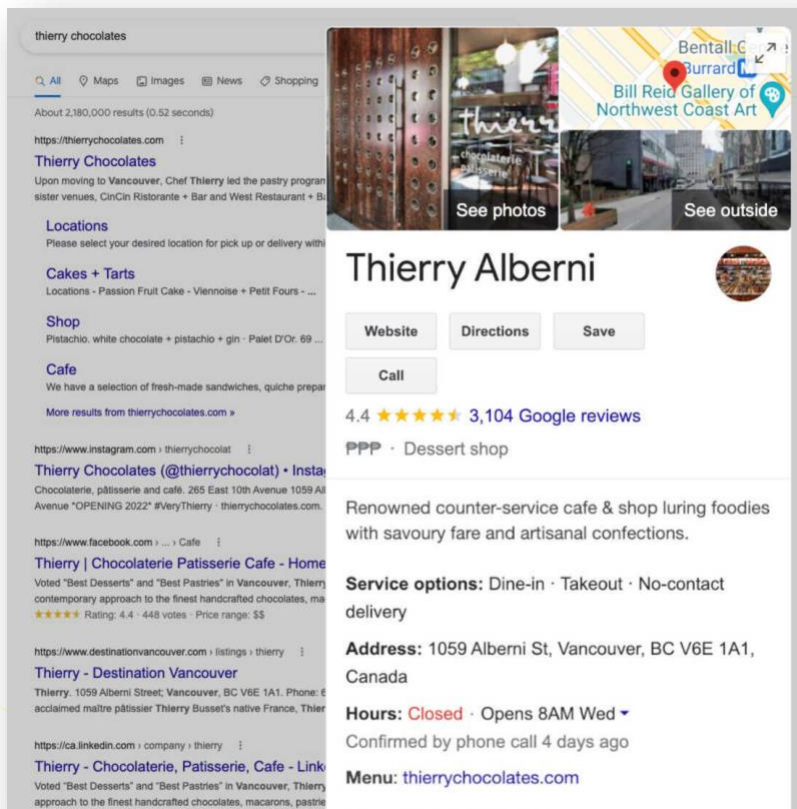 thierry chocolates
All
Maps
Images
News
Shopping
About 2,180,000 results (0.52 seconds)
https://thierrychocolates.com
Thierry Chocolates
Upon moving to Vancouver, Chef Thierry led the pastry
sister venues, CinCin Ristorante + Bar and West Restaurant +
Locations
Please select your desired location for pick up or delivery
Cakes + Tarts
Locations - Passion Fruit Cake - Viennoise + Petit Fours - ...
Shop
Pistachio. white chocolate + pistachio + gin · Palet D'Or. 69 ...
Cafe
We have a selection of fresh-made sandwiches, quiche
More results from thierrychocolates.com »
https://www.instagram.com › thierrychocolat
Thierry Chocolates (@thierrychocolat) •
Chocolaterie, pâtisserie and café. 265 East 10th Avenue 1059
Avenue *OPENING 2022* #VeryThierry · thierrychocolates.com.
https://www.facebook.com › ... › Cafe
Thierry | Chocolaterie Patisserie Cafe - Home
Voted "Best Desserts" and "Best Pastries" in Vancouver,
contemporary approach to the finest handcrafted chocolates,
Rating: 4.4 · 448 votes · Price range: $$
https://www.destinationvancouver.com › listings › thierry
Thierry - Destination Vancouver
Thierry. 1059 Alberni Street; Vancouver, BC V6E 1A1. Phone:
acclaimed maître pâtissier Thierry Busset's native France,
https://ca.linkedin.com › company › thierry
Thierry - Chocolaterie, Patisserie, Cafe -
Voted "Best Desserts" and "Best Pastries" in Vancouver,
approach to the finest handcrafted chocolates, macarons,
chocolaterie
patisserie
See photos
Bentall
Burrard
Bill Reid Gallery of
Northwest Coast Art
See outside
Thierry Alberni
Website
Directions
Save
Call
4.4 ★★★★★ 3,104 Google reviews
₱₱₱ · Dessert shop
Renowned counter-service cafe & shop luring foodies
with savoury fare and artisanal confections.
Service options: Dine-in · Takeout · No-contact
delivery
Address: 1059 Alberni St, Vancouver, BC V6E 1A1,
Canada
Hours: Closed · Opens 8AM Wed
Confirmed by phone call 4 days ago
Menu: thierrychocolates.com